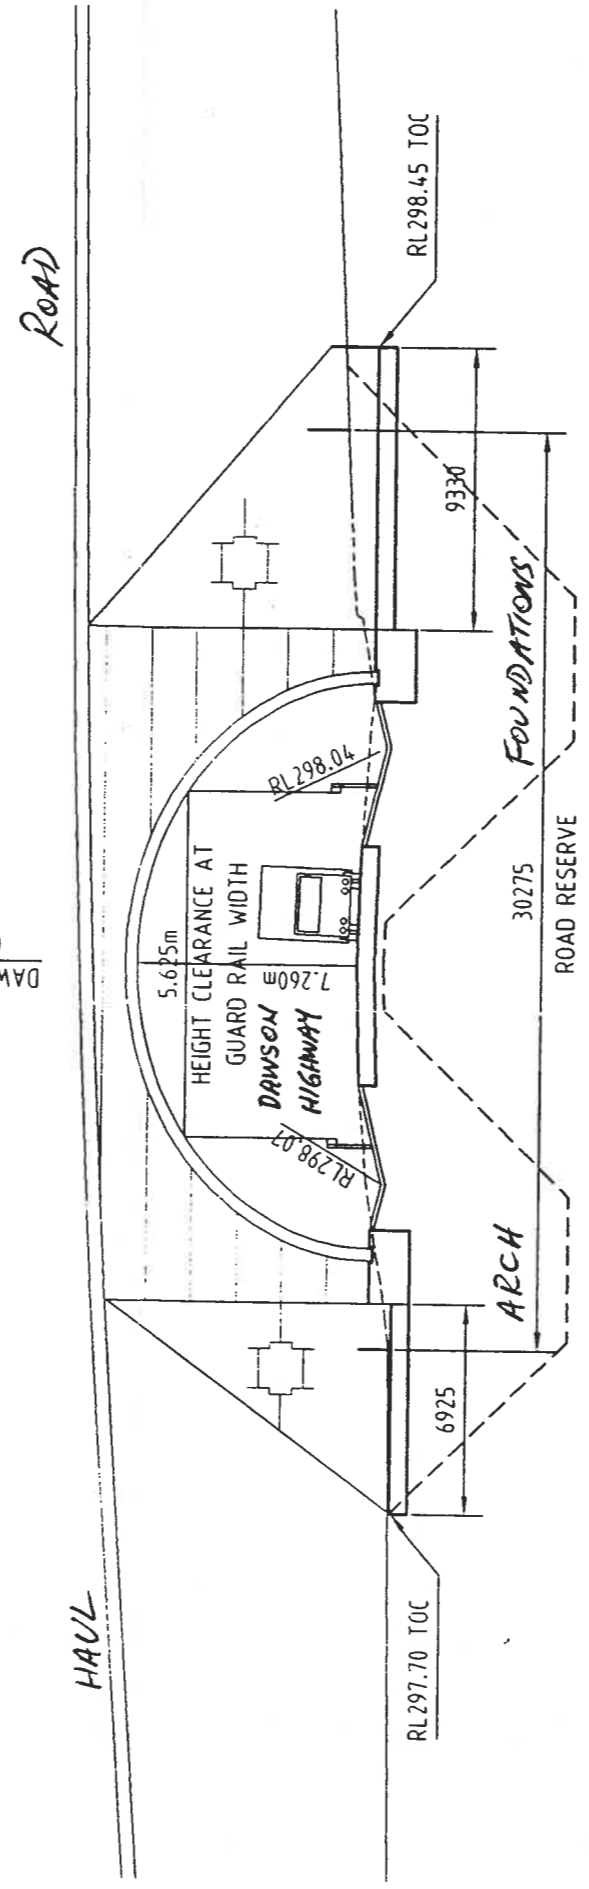 HAUL
ROAD
DAW
5.625m
HEIGHT CLEARANCE AT
GUARD RAIL WIDTH
7.260m
DAWSON
HIGHWAY
RL298.07
RL298.04
RL297.70 TOC
6925
ARCH
FOUNDATIONS
9330
RL298.45 TOC
30275
ROAD RESERVE